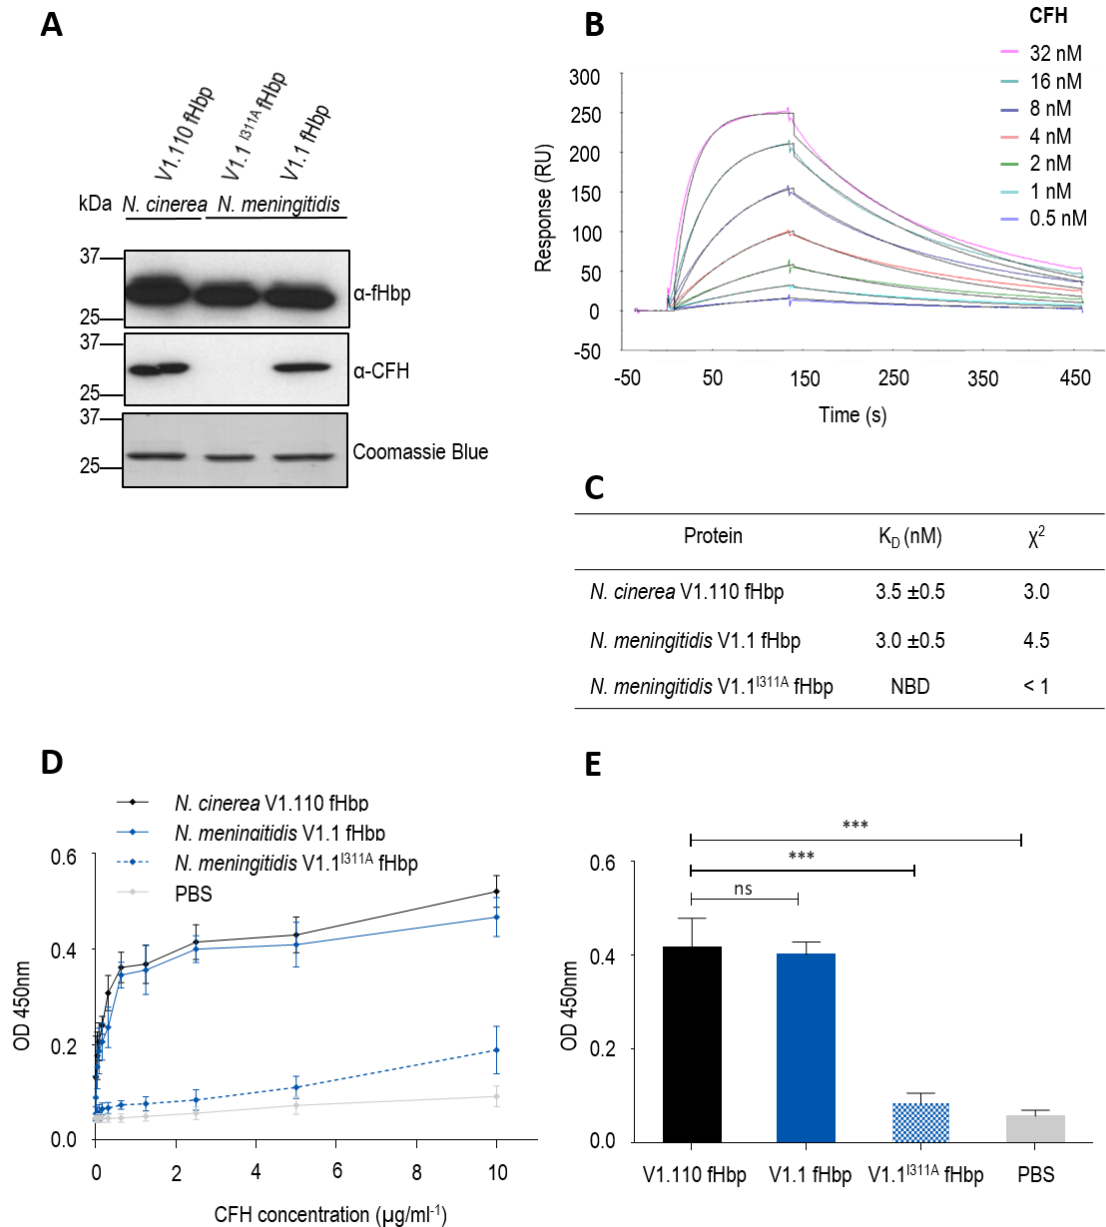 A
V1.110 fHbp
V1.1 I311A fHbp
V1.1 fHbp
kDa N. cinerea N. meningitidis
37
25
α-fHbp
α-CFH
25
37
25
Coomassie Blue
B
CFH
32 nM
16 nM
8 nM
4 nM
2 nM
1 nM
0.5 nM
Response (RU)
300
250
200
150
100
50
0
-50
-50 50 150 250 350 450
Time (s)
C
Protein KD (nM) χ2
N. cinerea V1.110 fHbp 3.5 ±0.5 3.0
N. meningitidis V1.1 fHbp 3.0 ±0.5 4.5
N. meningitidis V1.1I311A fHbp NBD < 1
D
N. cinerea V1.110 fHbp
N. meningitidis V1.1 fHbp
N. meningitidis V1.1I311A fHbp
PBS
OD 450nm
0.6
0.4
0.2
0.0
0 2 4 6 8 10
CFH concentration (µg/ml-1)
E
***
***
ns
OD 450nm
0.6
0.4
0.2
0.0
V1.110 fHbp V1.1 fHbp V1.1I311A fHbp PBS